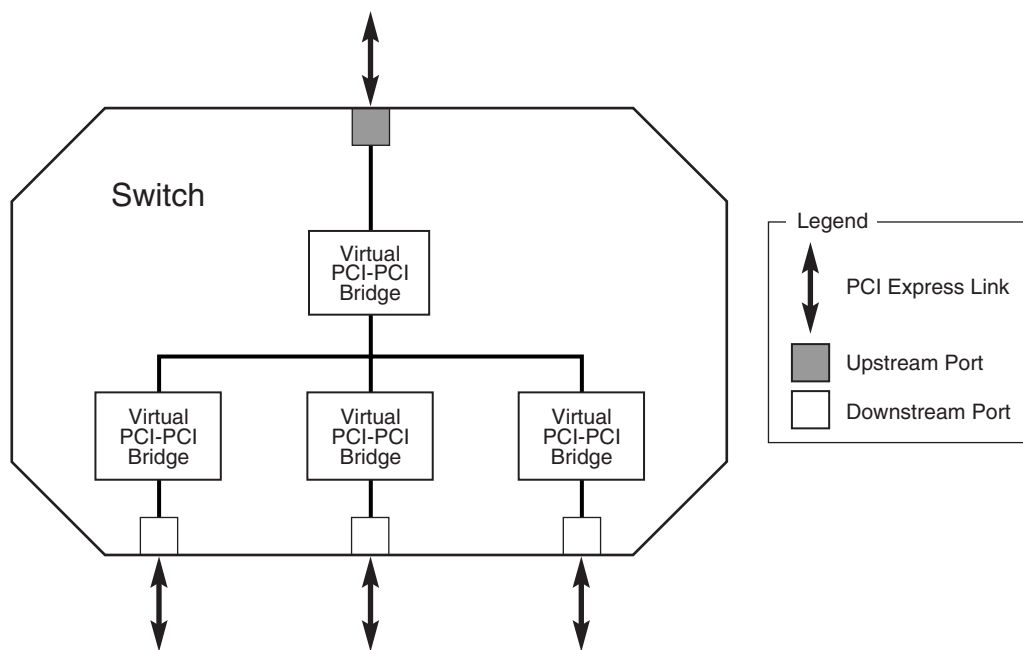 Switch
Virtual
PCI-PCI
Bridge
Virtual
PCI-PCI
Bridge
Virtual
PCI-PCI
Bridge
Virtual
PCI-PCI
Bridge
Legend
PCI Express Link
Upstream Port
Downstream Port